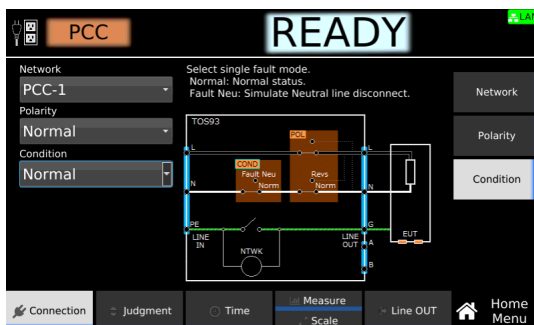 PCC
READY
LAN
Network
PCC-1
Polarity
Normal
Condition
Normal
Select single fault mode.
Normal: Normal status.
Fault Neu: Simulate Neutral line disconnect.
TOS93
POL
L
L
COND
Fault Neu
Revs
Norm
Norm
N
N
PE
G
LINE
IN
NTWK
LINE
OUT
A
B
EUT
Network
Polarity
Condition
Connection
Judgment
Time
Measure
Scale
Line OUT
Home
Menu